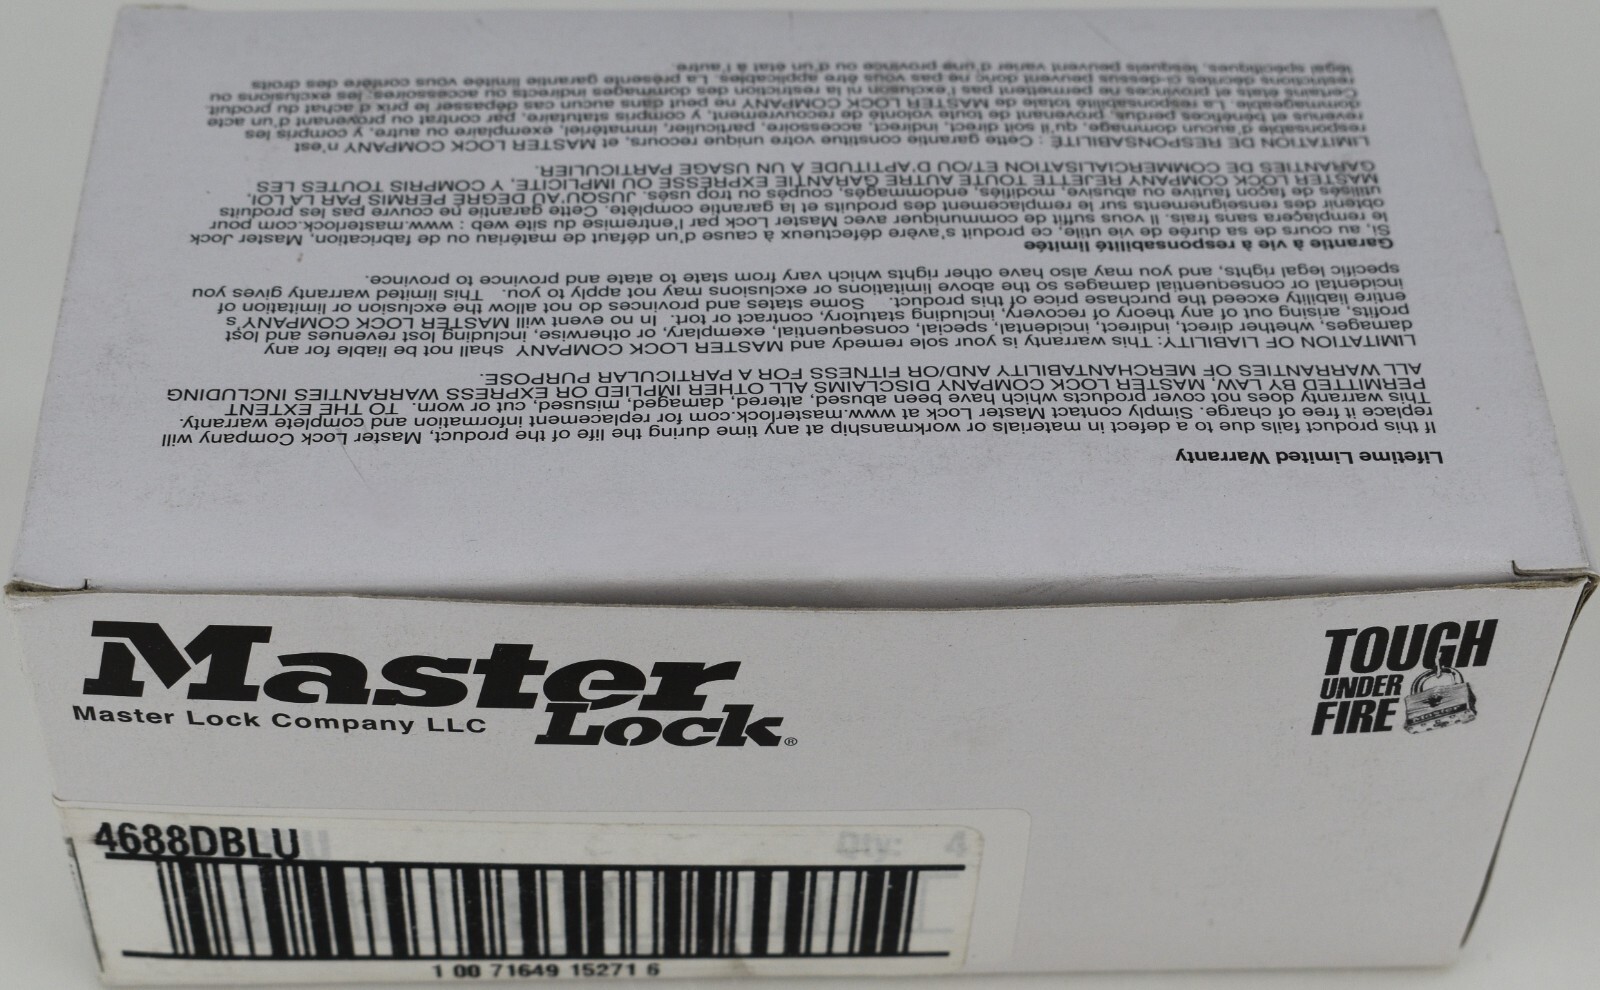 Lifetime Limited Warranty
If this product fails due to a defect in materials or workmanship at any time during the life of the product, Master Lock Company will
replace it free of charge. Simply contact Master Lock at www.masterlock.com for replacement information and complete warranty.
This warranty does not cover products which have been abused, altered, damaged, misused, cut or worn. TO THE EXTENT
PERMITTED BY LAW, MASTER LOCK COMPANY DISCLAIMS ALL OTHER IMPLIED OR EXPRESS WARRANTIES INCLUDING
ALL WARRANTIES OF MERCHANTABILITY AND/OR FITNESS FOR A PARTICULAR PURPOSE.
LIMITATION OF LIABILITY: This warranty is your sole remedy and MASTER LOCK COMPANY shall not be liable for any
damages, whether direct, indirect, incidental, special, consequential, exemplary, or otherwise, including lost revenues and lost
profits, arising out of any theory of recovery, including statutory, contract or tort. In no event will MASTER LOCK COMPANY's
entire liability exceed the purchase price of this product. Some states and provinces do not allow the exclusion or limitation of
incidental or consequential damages so the above limitations or exclusions may not apply to you. This limited warranty gives you
specific legal rights, and you may also have other rights which vary from state to atate and province to province.
Garantie à vie à responsabilité limitée
Si, au cours de sa durée de vie utile, ce produit s'avère défectueux à cause d'un défaut de matériau ou de fabrication, Master Jock
le remplaçera sans frais. Il vous suffit de communiquer avec Master Lock par l'entremise du site web : www.masterlock.com pour
obtenir des renseignements sur le remplacement des produits et la garantie complète. Cette garantie ne couvre pas les produits
utilisés de façon fautive ou abusive, modifiés, endommagés, coupés ou trop usés. JUSQU'AU DEGRÉ PERMIS PAR LA LOI,
MASTER LOCK COMPANY REJETTE TOUTE AUTRE GARANTIE EXPRESSE OU IMPLICITE, Y COMPRIS TOUTES LES
GARANTIES DE COMMERCIALISATION ET/OU D'APTITUDE À UN USAGE PARTICULIER.
LIMITATION DE RESPONSABILITÉ : Cette garantie constitue votre unique recours, et MASTER LOCK COMPANY n'est
responsable d'aucun dommage, qu'il soit direct, indirect, accessoire, particulier, immatériel, exemplaire ou autre, y compris les
revenus et bénéfices perdus, provenant de toute volonté de recouvrement, y compris statutaire, par contrat ou provenant d'un acte
dommageable. La responsabilité totale de MASTER LOCK COMPANY ne peut dans aucun cas dépasser le prix d'achat du produit.
Certains états et provinces ne permettent pas l'exclusion ni la restriction des dommages indirects ou accessoires; les exclusions ou
restrictions décrites ci-dessus peuvent donc ne pas vous être applicables. La présente garantie limitée vous confère des droits
légal spécifiques, lesquels peuvent varier d'une province ou d'un état à l'autre.
Master
Lock®
Master Lock Company LLC
TOUGH
UNDER
FIRE
4688DBLU
Qty: 4
1 00 71649 15271 6